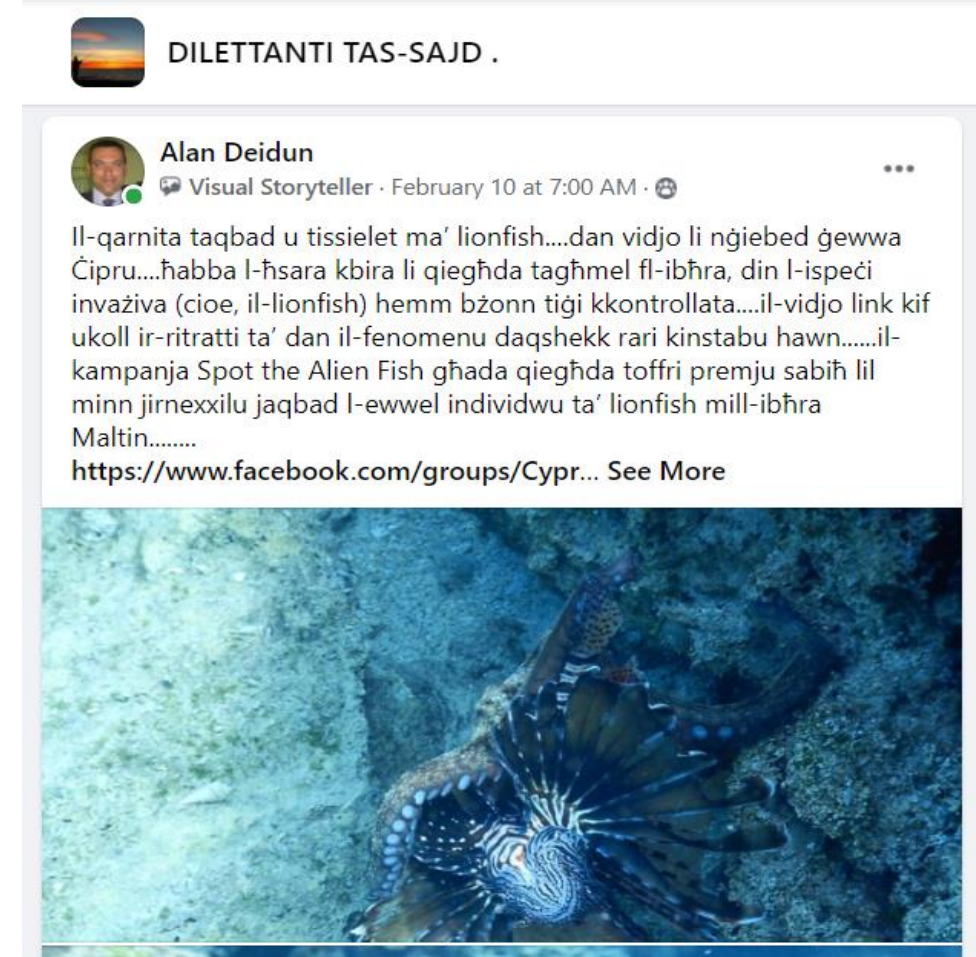 DILETTANTI TAS-SAJD .
Alan Deidun
Visual Storyteller · February 10 at 7:00 AM ·
Il-qarnita taqbad u tissielet ma’ lionfish....dan vidjo li nġiebed ġewwa
Ċipru....ħabba l-ħsara kbira li qiegħda tagħmel fl-ibħra, din l-ispeċi
invażiva (cioe, il-lionfish) hemm bżonn tiġi kkontrollata....il-vidjo link kif
ukoll ir-ritratti ta’ dan il-fenomenu daqshekk rari kinstabu hawn......il-
kampanja Spot the Alien Fish għada qiegħda toffri premju sabiħ lil
minn jirnexxilu jaqbad l-ewwel individwu ta’ lionfish mill-ibħra
Maltin........
https://www.facebook.com/groups/Cypr... See More